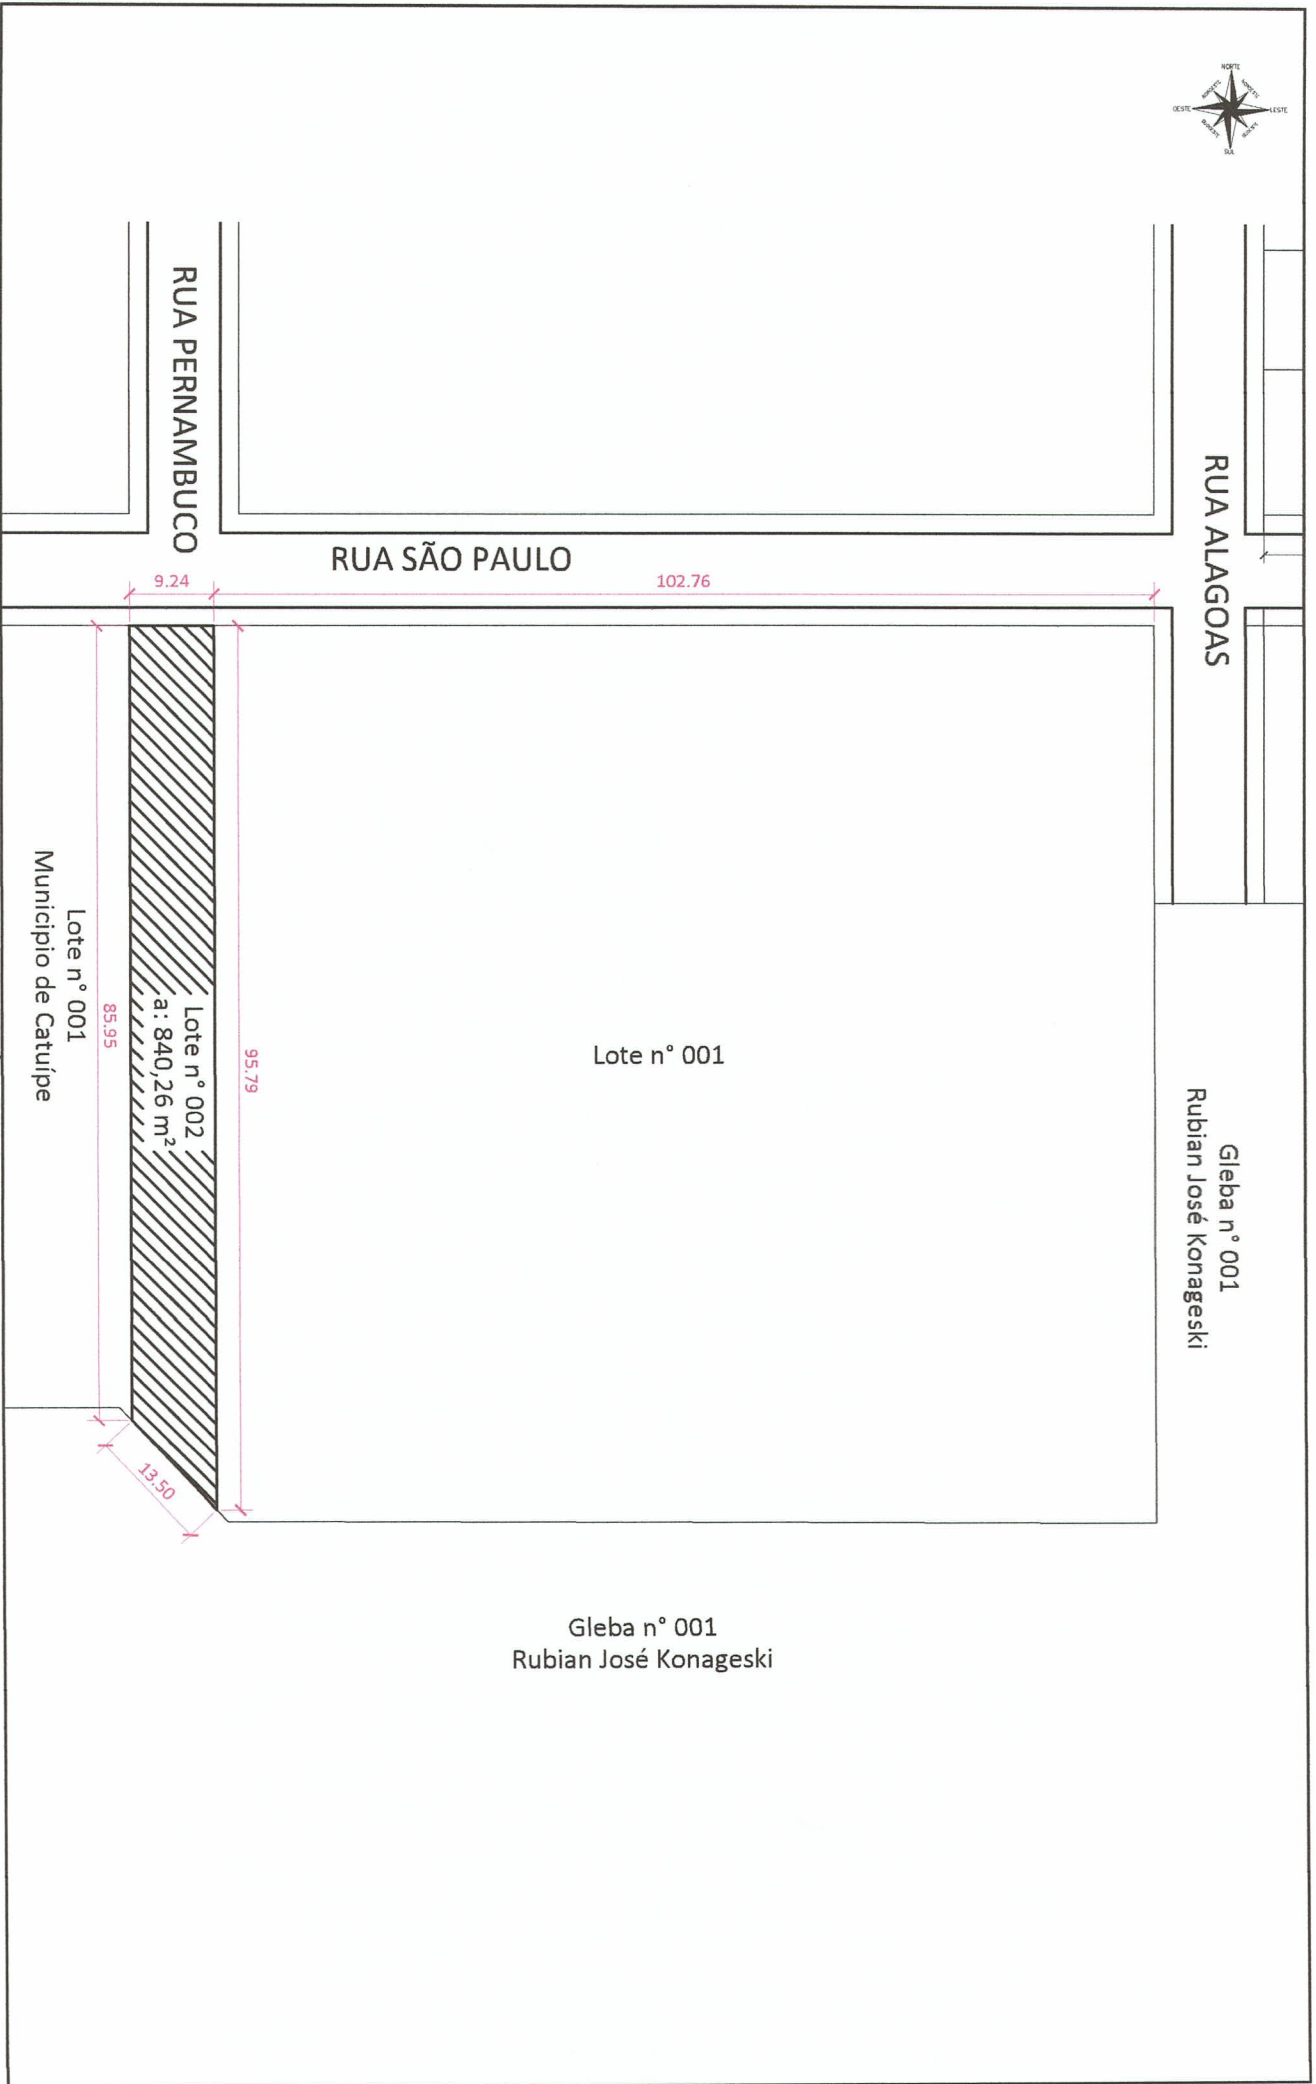 NORTE
OESTE
LESTE
SUL
RUA PERNAMBUCO
RUA ALAGOAS
RUA SÃO PAULO
9.24
102.76
Lote n° 001
Municipio de Catuípe
85.95
Lote n° 002
a: 840,26 m²
95.79
Lote n° 001
Gleba n° 001
Rubian José Konageski
13.50
Gleba n° 001
Rubian José Konageski